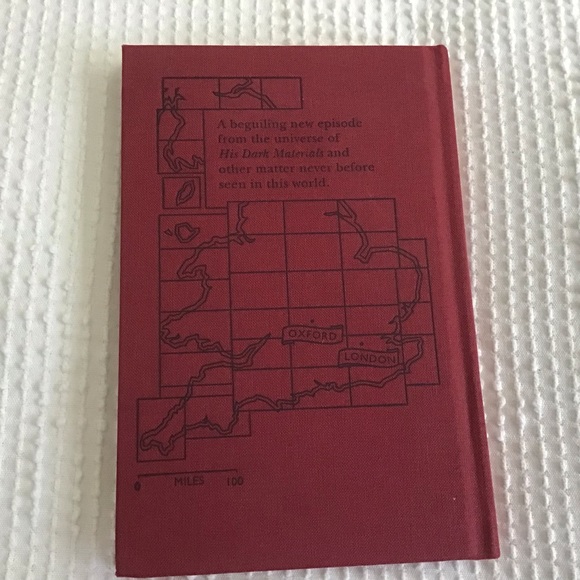 A beguiling new episode
from the universe of
His Dark Materials and
other matter never before
seen in this world.
OXFORD
LONDON
0 MILES 100